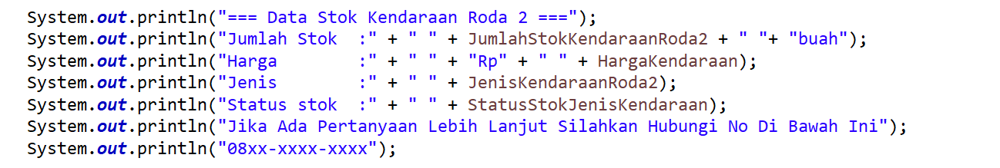 System.out.println("=== Data Stok Kendaraan Roda 2 ===");
System.out.println("Jumlah Stok  :" + " " + JumlahStokKendaraanRoda2 + " "+ "buah");
System.out.println("Harga        :" + " " + "Rp" + " " + HargaKendaraan);
System.out.println("Jenis        :" + " " + JenisKendaraanRoda2);
System.out.println("Status stok  :" + " " + StatusStokJenisKendaraan);
System.out.println("Jika Ada Pertanyaan Lebih Lanjut Silahkan Hubungi No Di Bawah Ini");
System.out.println("08xx-xxxx-xxxx");